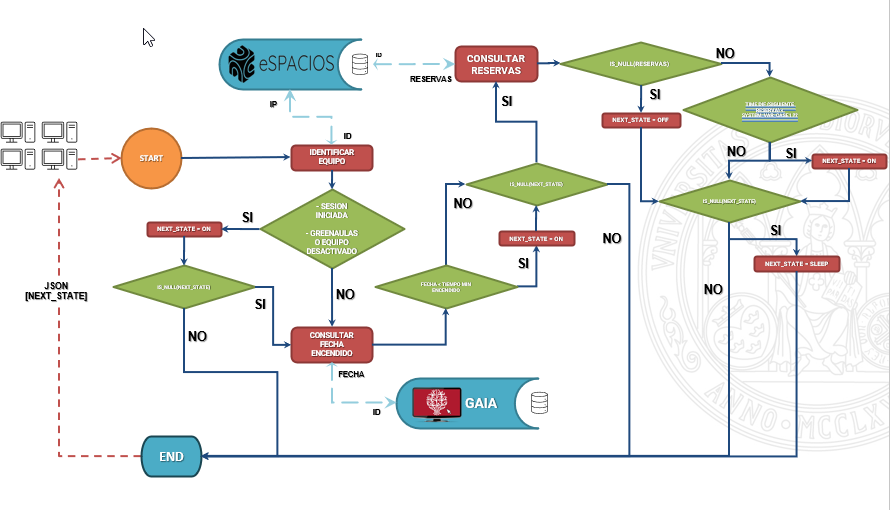 ID
eSPACIOS
RESERVAS
CONSULTAR
RESERVAS
IS_NULL(RESERVAS)
NO
SI
NEXT_STATE = OFF
IP
ID
SI
NO
SI
NEXT_STATE = ON
START
IDENTIFICAR
EQUIPO
IS_NULL(NEXT_STATE)
IS_NULL(NEXT_STATE)
- SESION
INICIADA
- GREENAULAS
O EQUIPO
DESACTIVADO
SI
NEXT_STATE = ON
NO
NEXT_STATE = ON
NO
SI
NEXT_STATE = SLEEP
SI
JSON
[NEXT_STATE]
IS_NULL(NEXT_STATE)
SI
NO
FECHA < TIEMPO MIN
ENCENDIDO
NO
NO
CONSULTAR
FECHA
ENCENDIDO
FECHA
ID
GAIA
END
ANNO MCCLX